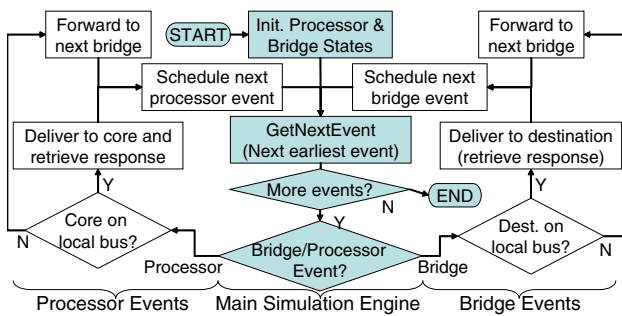 Forward to
next bridge
START
Init. Processor &
Bridge States
Forward to
next bridge
Schedule next
processor event
Schedule next
bridge event
Deliver to core and
retrieve response
GetNextEvent
(Next earliest event)
Deliver to destination
(retrieve response)
Y
More events?
N
END
Y
Core on
local bus?
N
Y
Bridge/Processor
Event?
Processor
Bridge
Dest. on
local bus?
N
Processor Events
Main Simulation Engine
Bridge Events